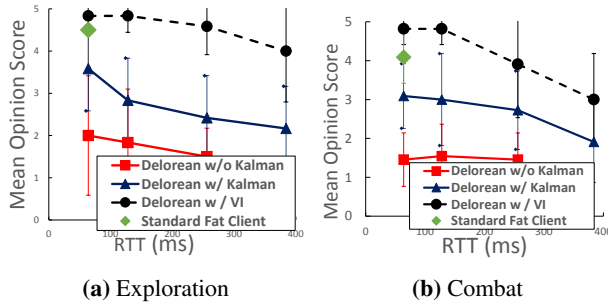 5
4
3
2
1
0
Mean Opinion Score
Delorean w/o Kalman
Delorean w/ Kalman
Delorean w / VI
Standard Fat Client
0 100 200 300 400
RTT (ms)
(a) Exploration
5
4
3
2
1
0
Mean Opinion Score
Delorean w/o Kalman
Delorean w/ Kalman
Delorean w / VI
Standard Fat Client
0 100 200 300 400
RTT (ms)
(b) Combat